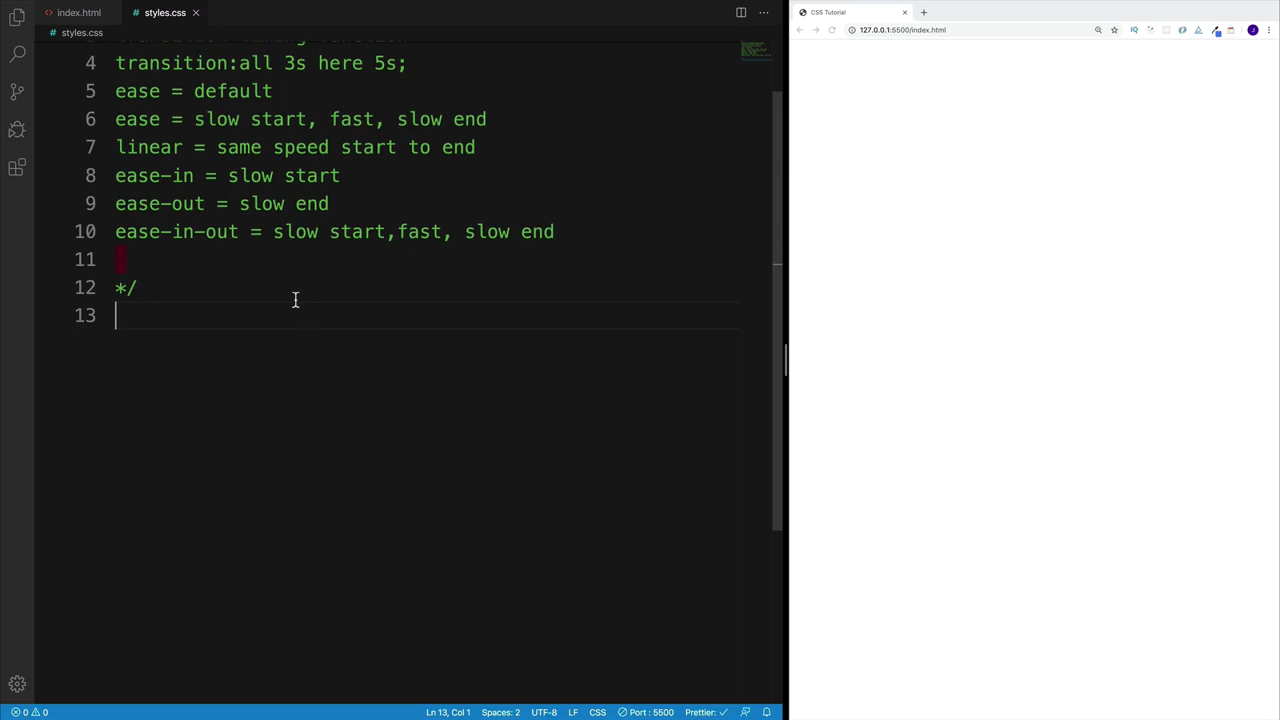 index.html
styles.css
styles.css
4 transition:all 3s here 5s;
5 ease = default
6 ease = slow start, fast, slow end
7 linear = same speed start to end
8 ease-in = slow start
9 ease-out = slow end
10 ease-in-out = slow start,fast, slow end
11
12 */
13
0 0
Ln 13, Col 1
Spaces: 2
UTF-8
LF
CSS
Port : 5500
Prettier: ✓
CSS Tutorial
127.0.0.1:5500/index.html
IQ
J